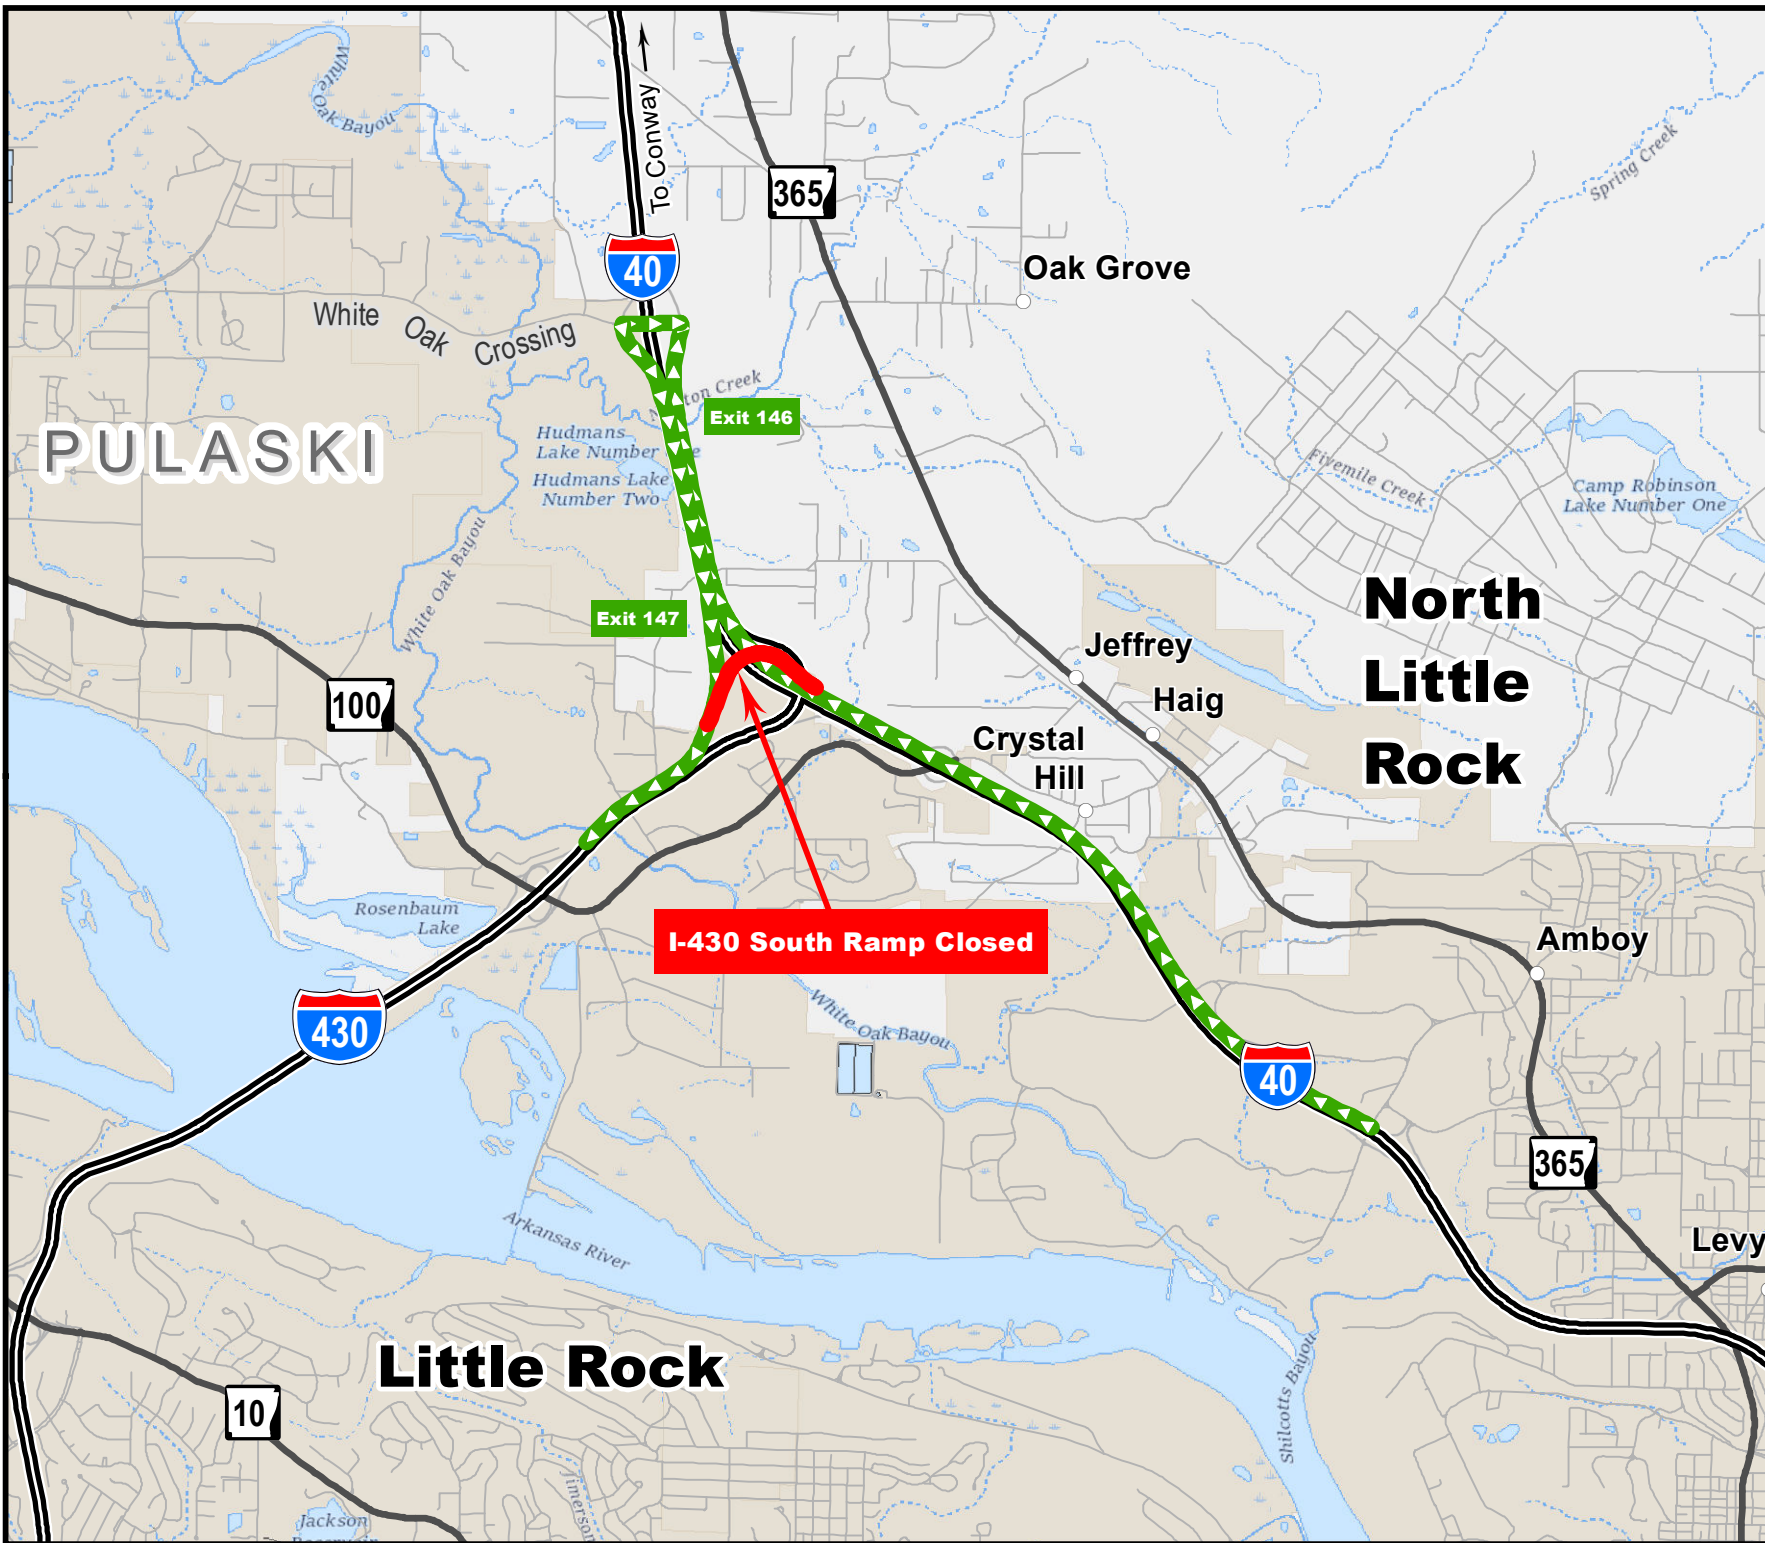 White
Oak Bayou
To Conway
365
Spring Creek
40
Oak Grove
White Oak Crossing
Creek
Exit 146
PULASKI
Hudmans
Lake Number
Hudmans Lake
Number Two
Fivemile Creek
Camp Robinson
Lake Number One
White Oak Bayou
Exit 147
North
Little
Rock
Jeffrey
Haig
100
Crystal
Hill
Rosenbaum
Lake
I-430 South Ramp Closed
Amboy
430
White Oak Bayou
40
365
Arkansas River
Levy
Little Rock
Shilcotts Bayou
10
Jimerson
Jackson